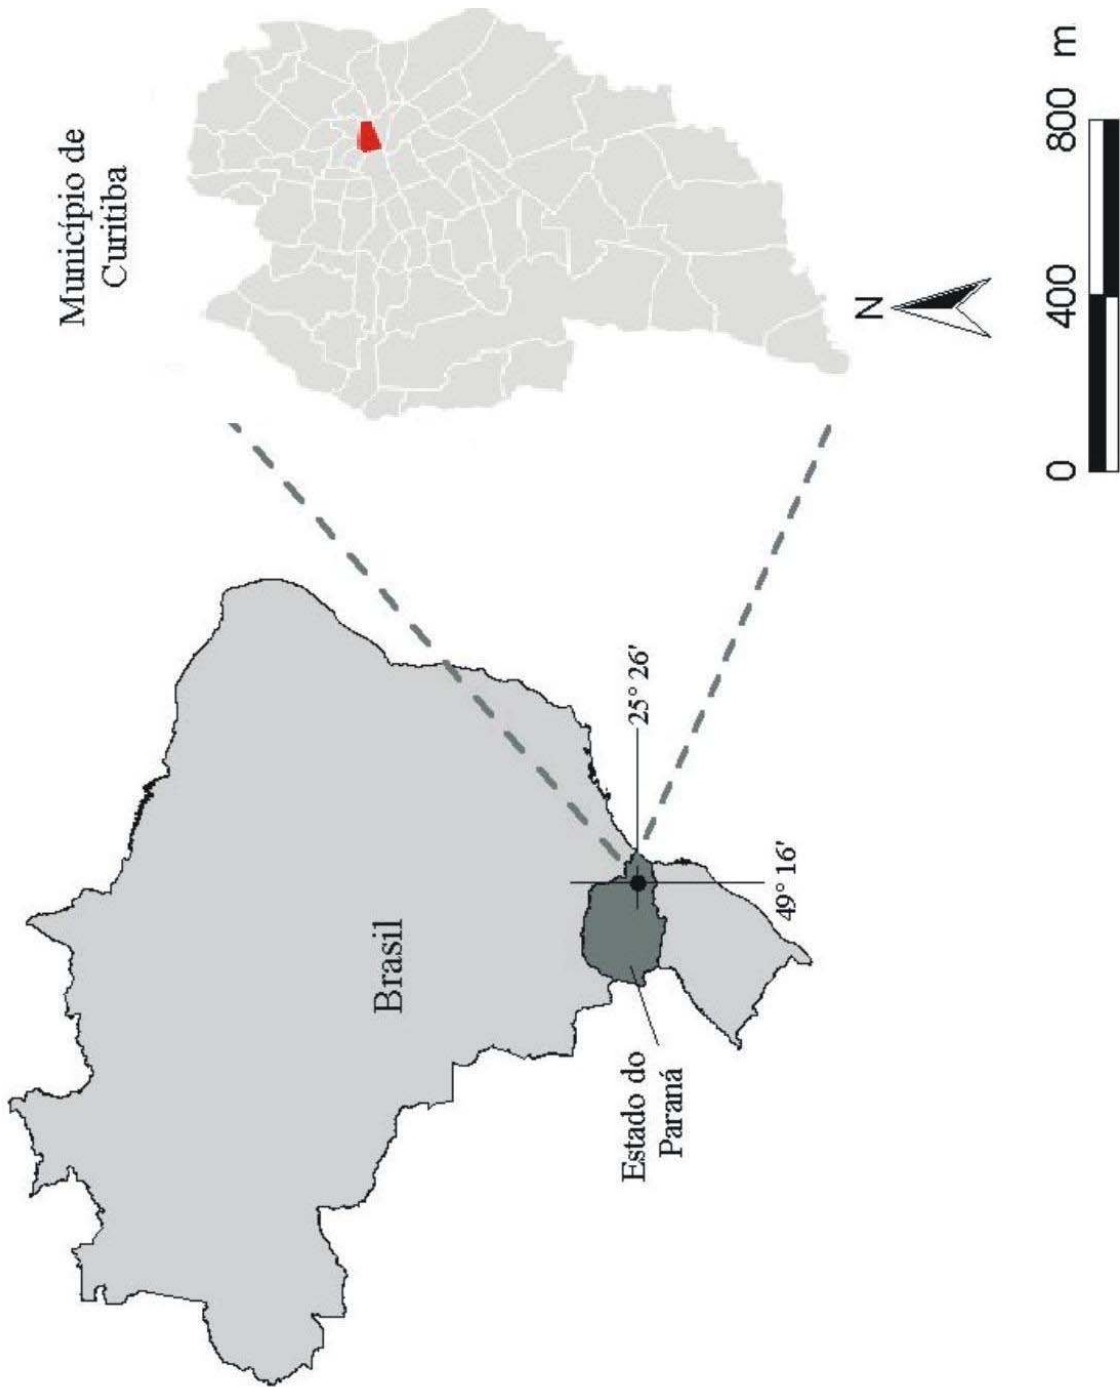 Município de
Curitiba
Brasil
Estado do
Paraná
25° 26'
49° 16'
N
0 400 800 m